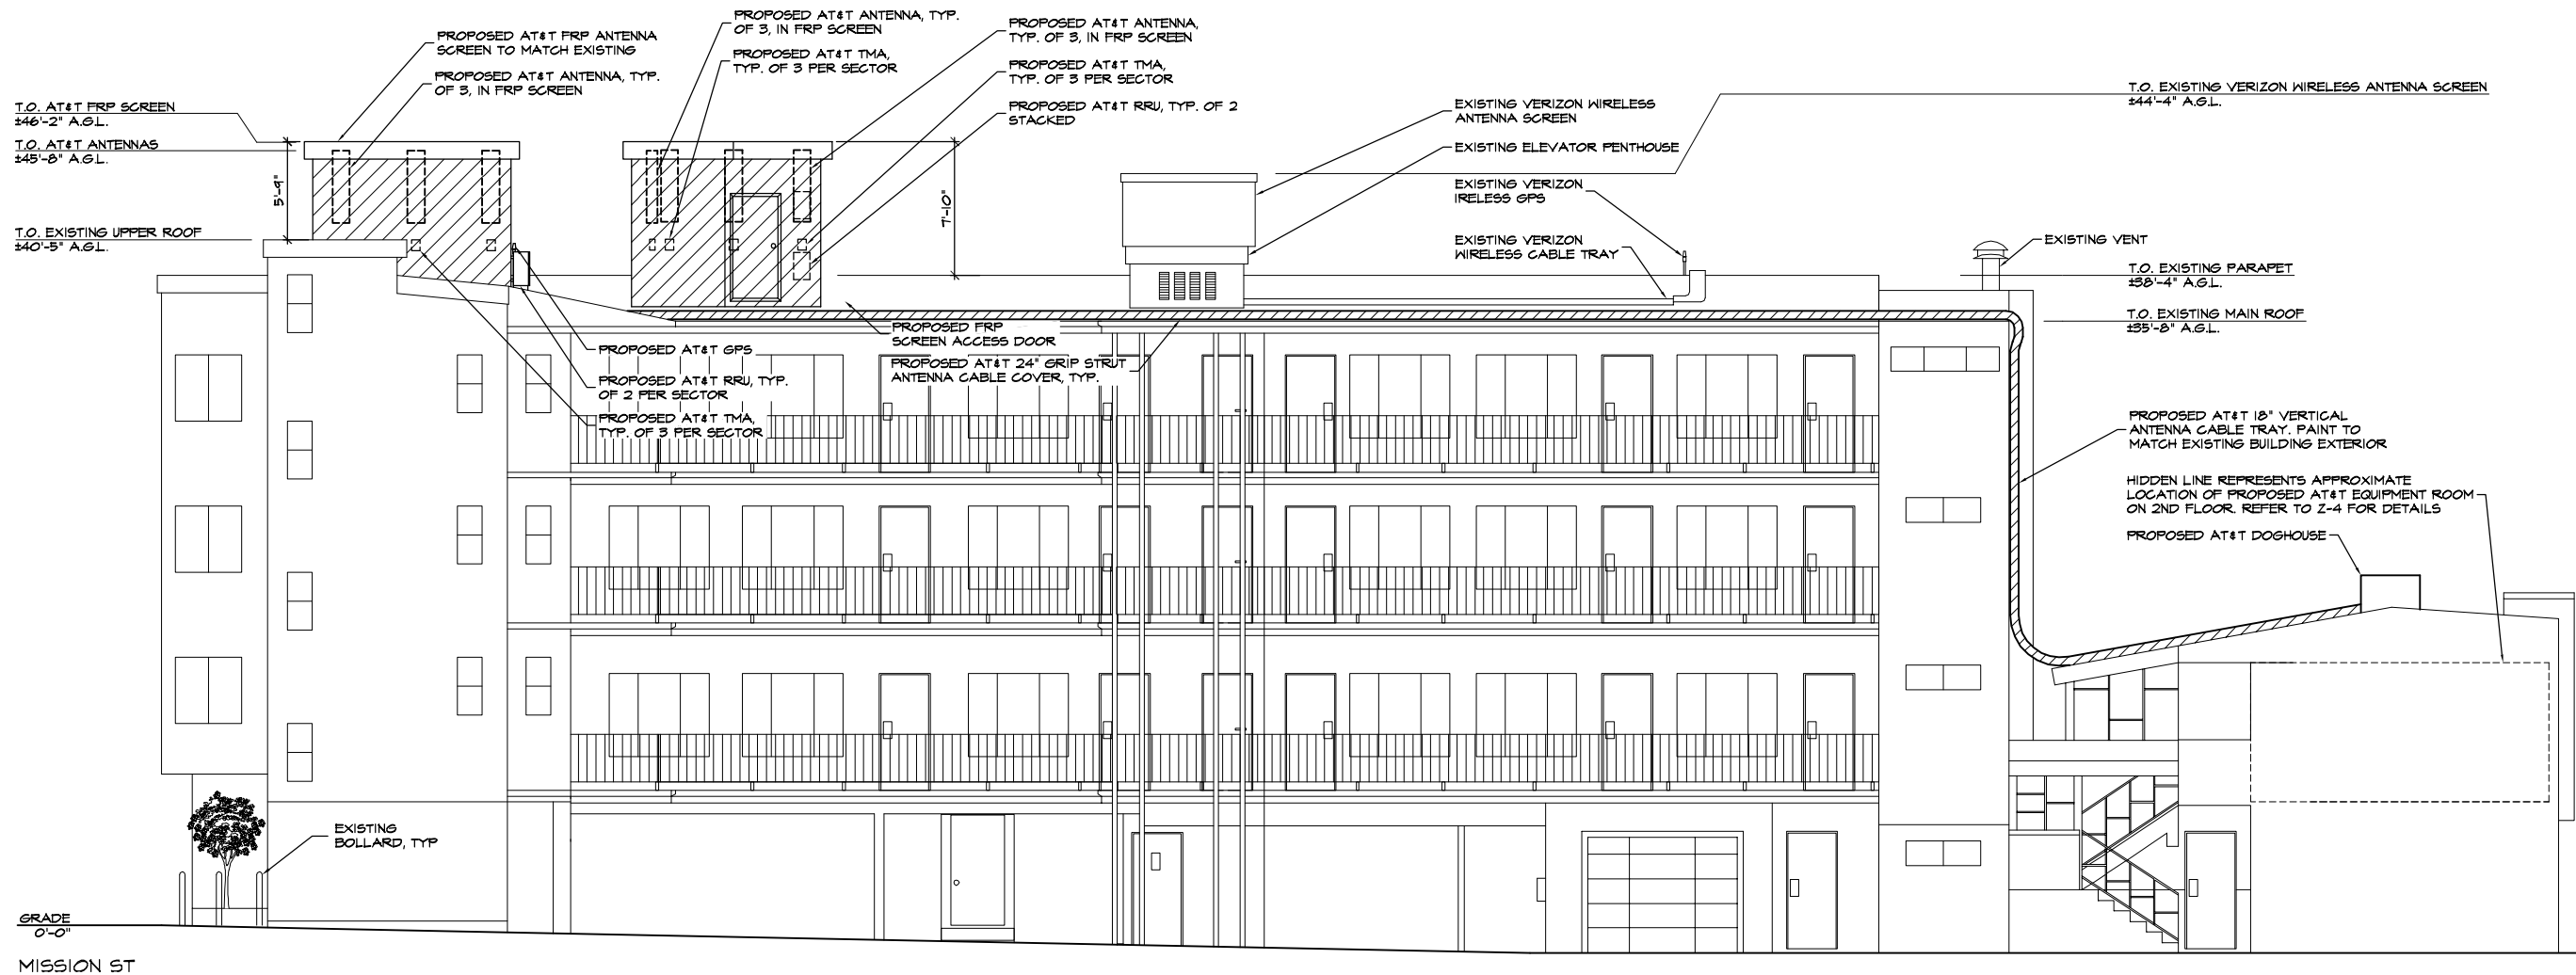 PROPOSED AT&T FRP ANTENNA
SCREEN TO MATCH EXISTING
PROPOSED AT&T ANTENNA, TYP.
OF 3, IN FRP SCREEN
PROPOSED AT&T ANTENNA, TYP.
OF 3, IN FRP SCREEN
PROPOSED AT&T TMA,
TYP. OF 3 PER SECTOR
PROPOSED AT&T ANTENNA,
TYP. OF 3, IN FRP SCREEN
PROPOSED AT&T TMA,
TYP. OF 3 PER SECTOR
PROPOSED AT&T RRU, TYP. OF 2
STACKED
EXISTING VERIZON WIRELESS
ANTENNA SCREEN
EXISTING ELEVATOR PENTHOUSE
EXISTING VERIZON
IRELESS GPS
EXISTING VERIZON
WIRELESS CABLE TRAY
T.O. EXISTING VERIZON WIRELESS ANTENNA SCREEN
±44'-4" A.G.L.
EXISTING VENT
T.O. EXISTING PARAPET
±38'-4" A.G.L.
T.O. EXISTING MAIN ROOF
±35'-8" A.G.L.
T.O. AT&T FRP SCREEN
±46'-2" A.G.L.
T.O. AT&T ANTENNAS
±45'-8" A.G.L.
5'-9"
7'-10"
T.O. EXISTING UPPER ROOF
±40'-5" A.G.L.
PROPOSED FRP
SCREEN ACCESS DOOR
PROPOSED AT&T GPS
PROPOSED AT&T 24" GRIP STRUT
ANTENNA CABLE COVER, TYP.
PROPOSED AT&T RRU, TYP.
OF 2 PER SECTOR
PROPOSED AT&T TMA,
TYP. OF 3 PER SECTOR
PROPOSED AT&T 18" VERTICAL
ANTENNA CABLE TRAY. PAINT TO
MATCH EXISTING BUILDING EXTERIOR
HIDDEN LINE REPRESENTS APPROXIMATE
LOCATION OF PROPOSED AT&T EQUIPMENT ROOM
ON 2ND FLOOR. REFER TO Z-4 FOR DETAILS
PROPOSED AT&T DOGHOUSE
EXISTING
BOLLARD, TYP
GRADE
0'-0"
MISSION ST